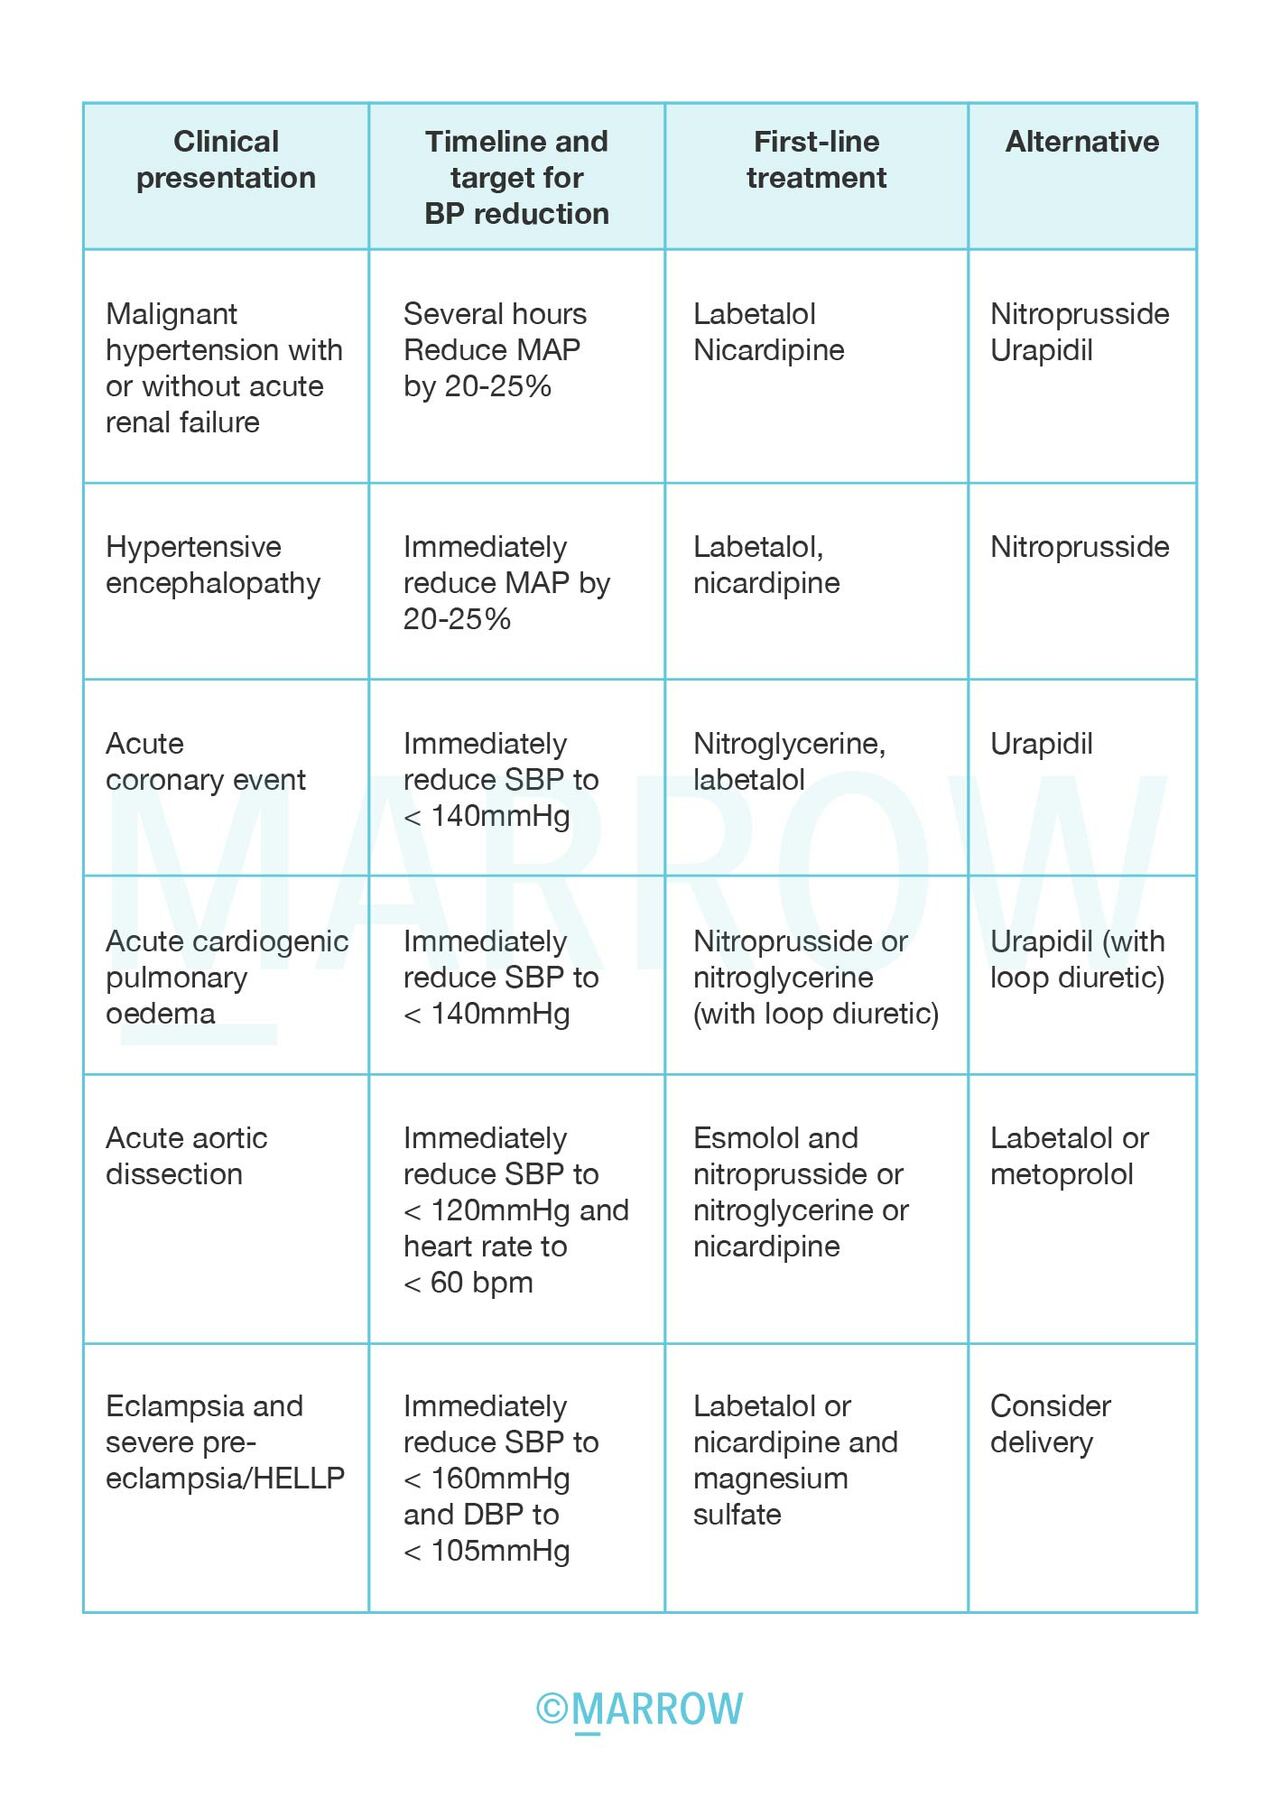 Clinical presentation
Timeline and target for BP reduction
First-line treatment
Alternative
Malignant
hypertension with
or without acute
renal failure
Several hours
Reduce MAP
by 20-25%
Labetalol
Nicardipine
Nitroprusside
Urapidil
Hypertensive
encephalopathy
Immediately
reduce MAP by
20-25%
Labetalol,
nicardipine
Nitroprusside
Acute
coronary event
Immediately
reduce SBP to
< 140mmHg
Nitroglycerine,
labetalol
Urapidil
MARROW
Acute cardiogenic
pulmonary
oedema
Immediately
reduce SBP to
< 140mmHg
Nitroprusside or
nitroglycerine
(with loop diuretic)
Urapidil (with
loop diuretic)
Acute aortic
dissection
Immediately
reduce SBP to
< 120mmHg and
heart rate to
< 60 bpm
Esmolol and
nitroprusside or
nitroglycerine or
nicardipine
Labetalol or
metoprolol
Eclampsia and
severe pre-
eclampsia/HELLP
Immediately
reduce SBP to
< 160mmHg
and DBP to
< 105mmHg
Labetalol or
nicardipine and
magnesium
sulfate
Consider
delivery
©MARROW